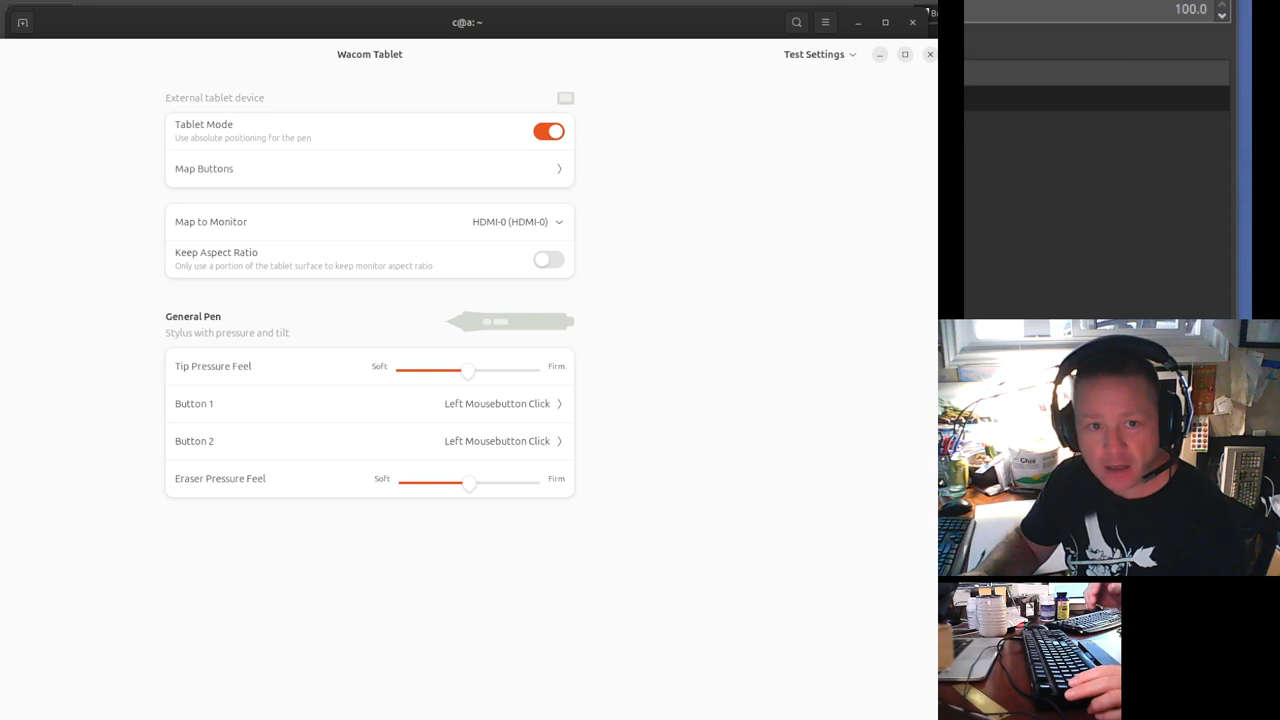 c@a: ~
100.0
Wacom Tablet
Test Settings
External tablet device
Tablet Mode
Use absolute positioning for the pen
Map Buttons
Map to Monitor
HDMI-0 (HDMI-0)
Keep Aspect Ratio
Only use a portion of the tablet surface to keep monitor aspect ratio
General Pen
Stylus with pressure and tilt
Tip Pressure Feel
Soft
Firm
Button 1
Left Mousebutton Click
Button 2
Left Mousebutton Click
Eraser Pressure Feel
Soft
Firm